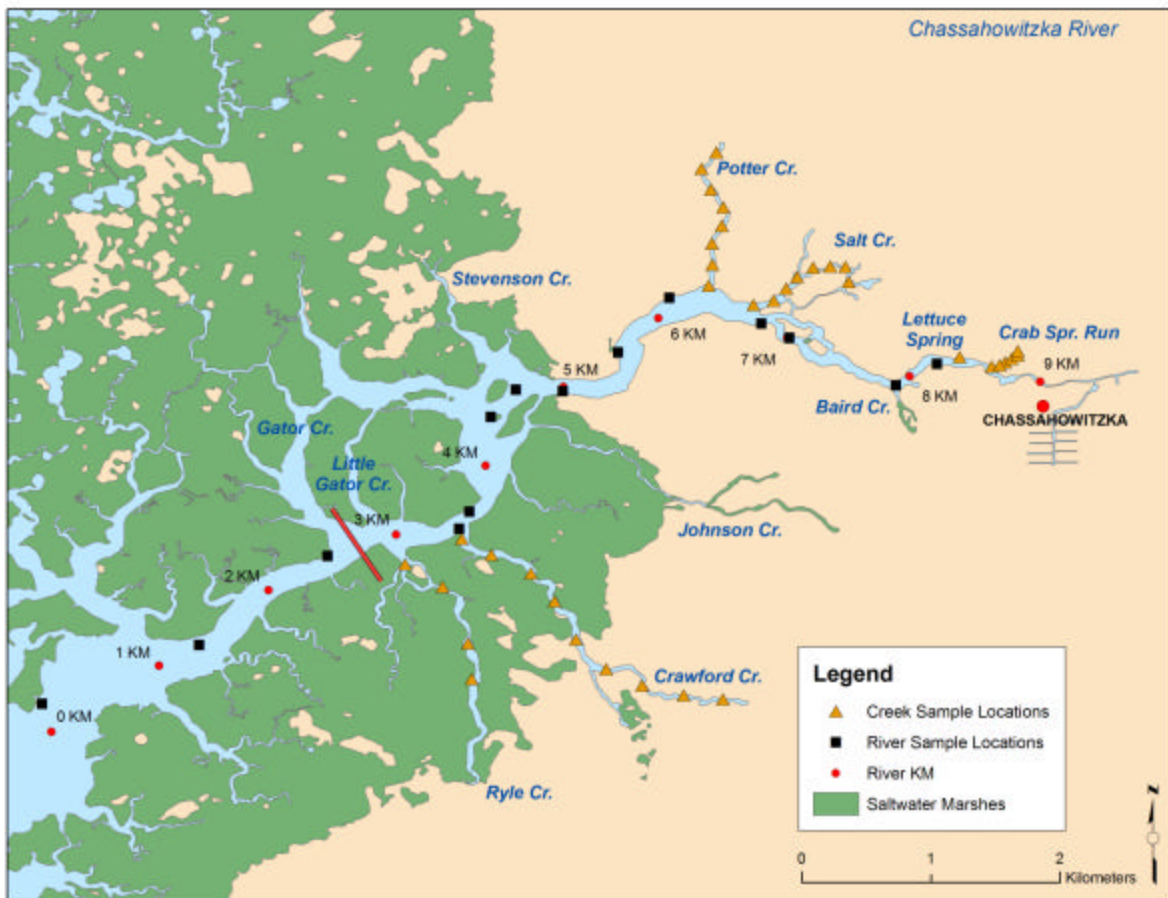 Chassahowitzka River
Potter Cr.
Salt Cr.
Stevenson Cr.
6 KM
Lettuce
Spring
Crab Spr. Run
5 KM
7 KM
9 KM
8 KM
Baird Cr.
CHASSAHOWITZKA
Gator Cr.
4 KM
Little
Gator Cr.
3 KM
Johnson Cr.
2 KM
1 KM
Crawford Cr.
0 KM
Ryle Cr.
Legend
Creek Sample Locations
River Sample Locations
River KM
Saltwater Marshes
N
0 1 2
Kilometers